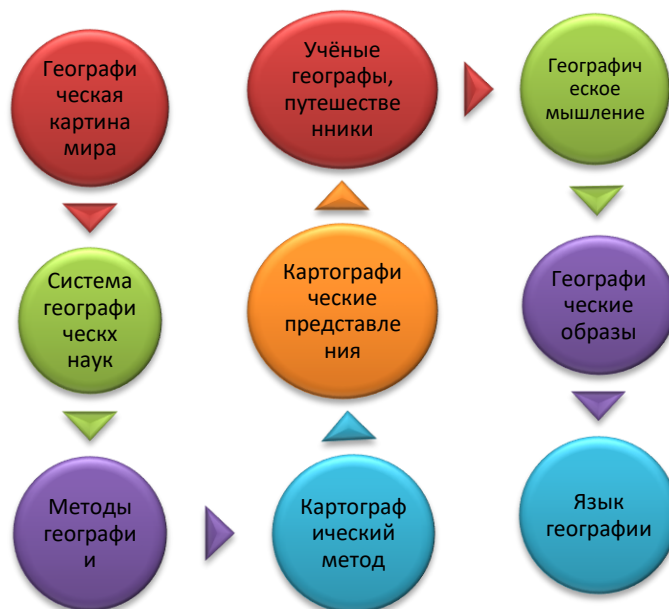 Географи
ческая
картина
мира
Система
географи
ческх
наук
Методы
географи
и
Картограф
ический
метод
Картографи
ческие
представле
ния
Учёные
географы,
путешестве
нники
Географич
еское
мышление
Географи
ческие
образы
Язык
географии